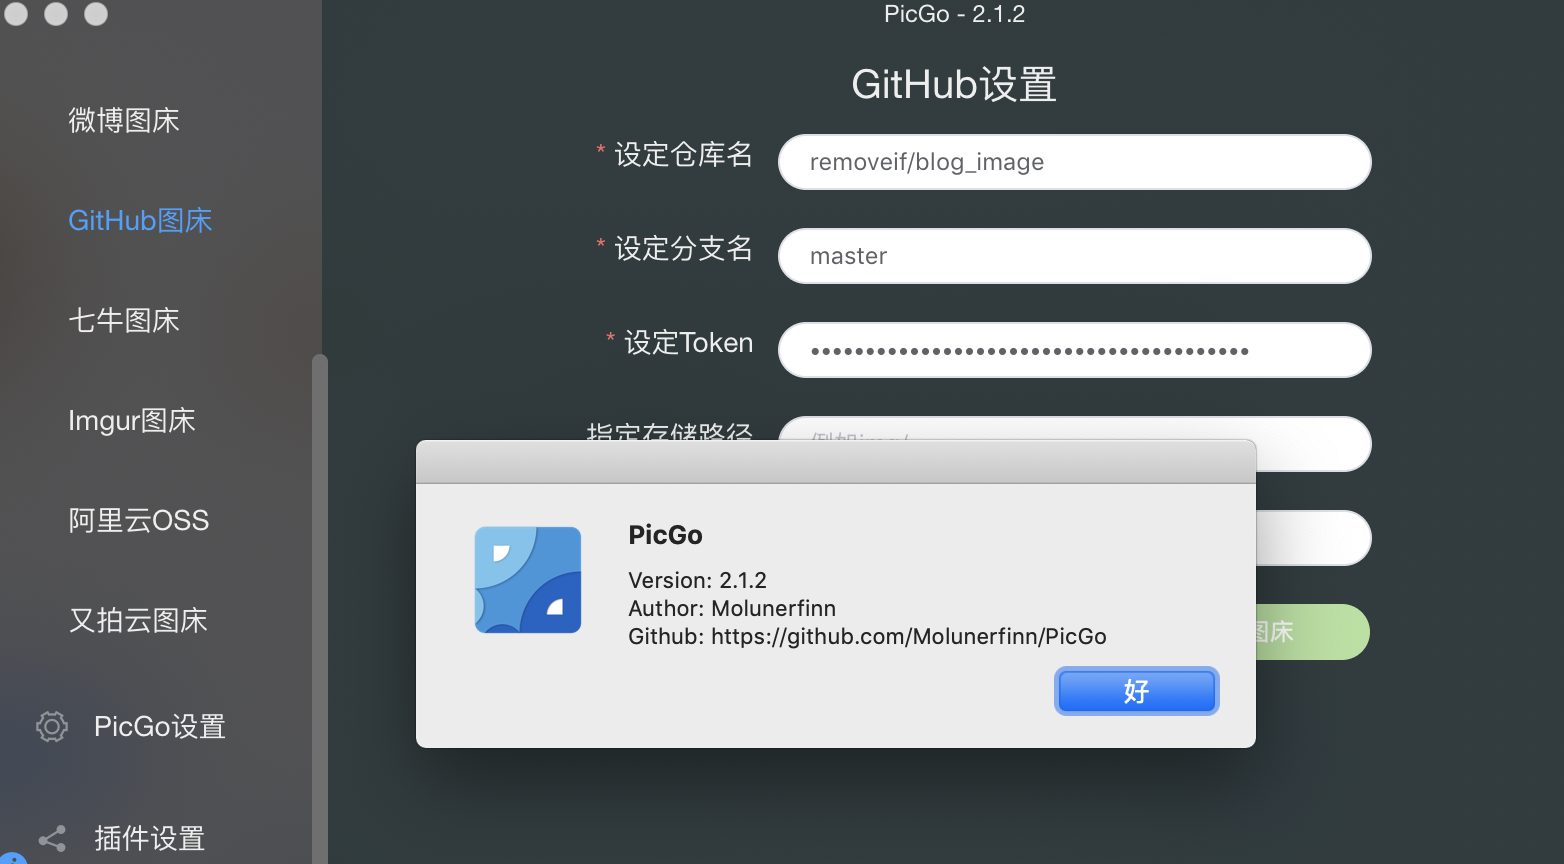 PicGo - 2.1.2
微博图床
GitHub图床
七牛图床
Imgur图床
阿里云OSS
又拍云图床
PicGo设置
插件设置
GitHub设置
* 设定仓库名
removeif/blog_image
* 设定分支名
master
* 设定Token
••••••••••••••••••••••••••••••••••••••••
指定存储路径
例如img/
图床
PicGo
Version: 2.1.2
Author: Molunerfinn
Github: https://github.com/Molunerfinn/PicGo
好